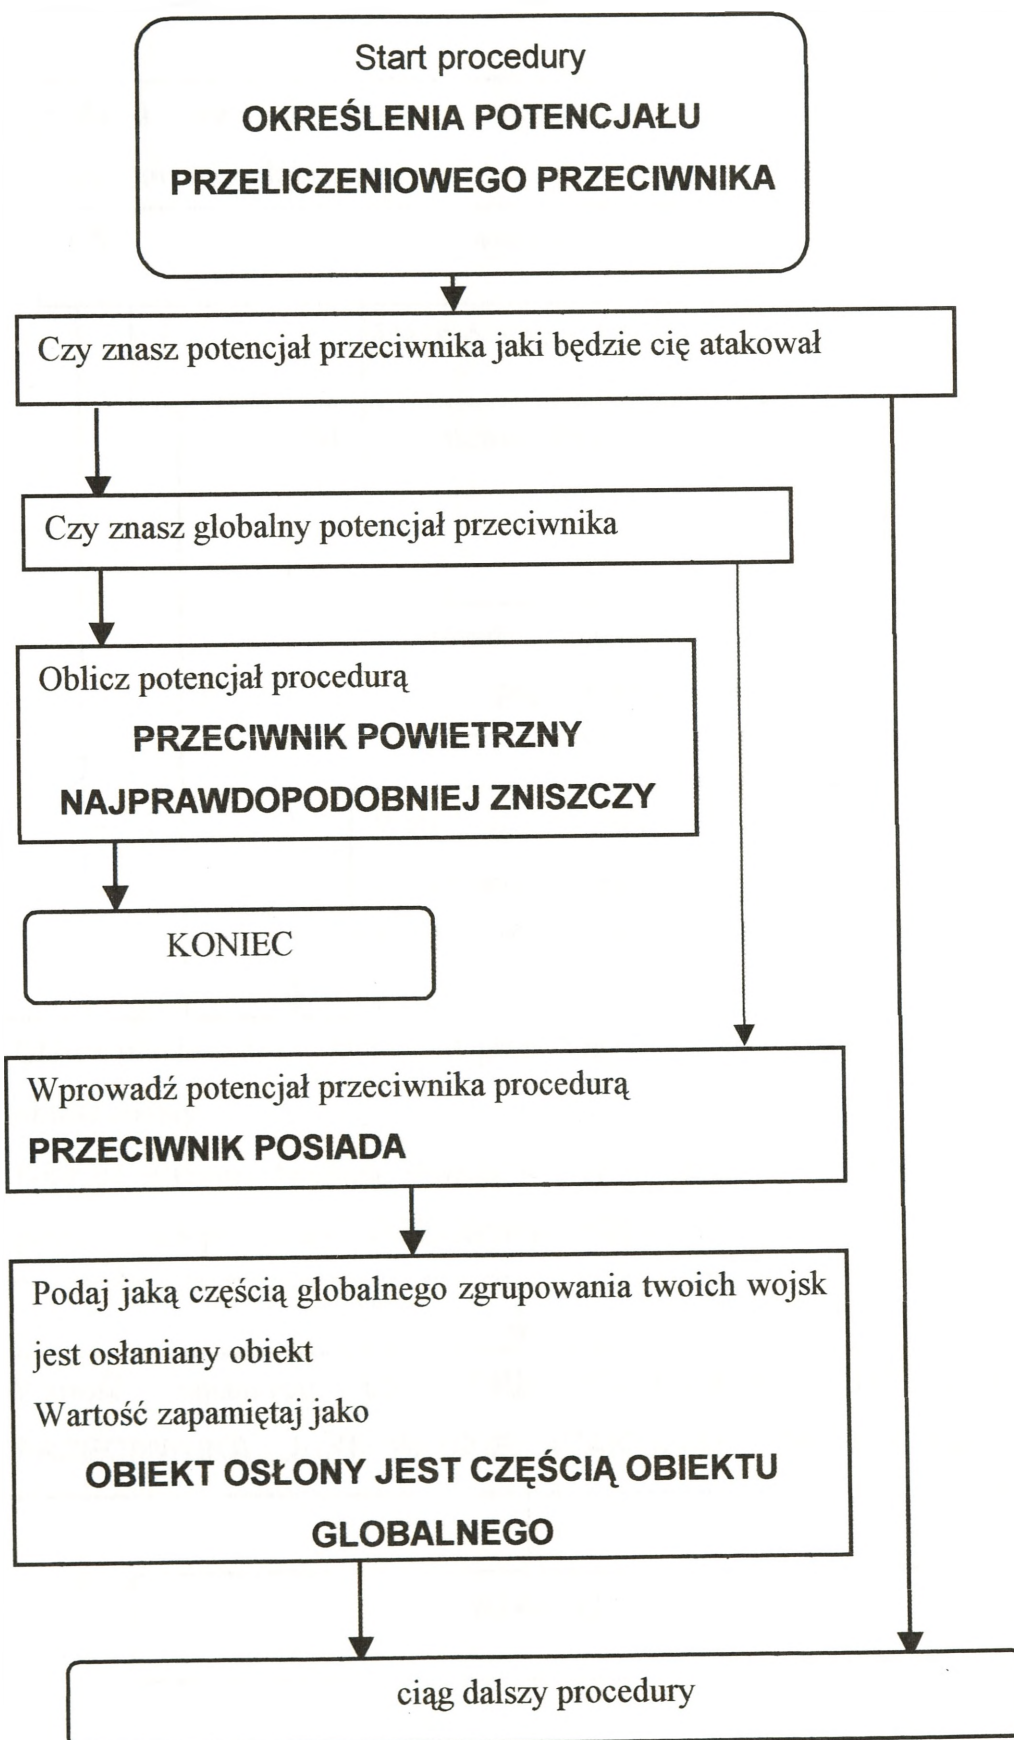 Start procedury
OKREŚLENIA POTENCJAŁU
PRZELICZENIOWEGO PRZECIWNIKA
Czy znasz potencjał przeciwnika jaki będzie cię atakował
Czy znasz globalny potencjał przeciwnika
Oblicz potencjał procedurą
PRZECIWNIK POWIETRZNY
NAJPRAWDOPODOBNIEJ ZNISZCZY
KONIEC
Wprowadź potencjał przeciwnika procedurą
PRZECIWNIK POSIADA
Podaj jaką częścią globalnego zgrupowania twoich wojsk
jest osłaniany obiekt
Wartość zapamiętaj jako
OBIEKT OSŁONY JEST CZĘŚCIĄ OBIEKTU
GLOBALNEGO
ciąg dalszy procedury